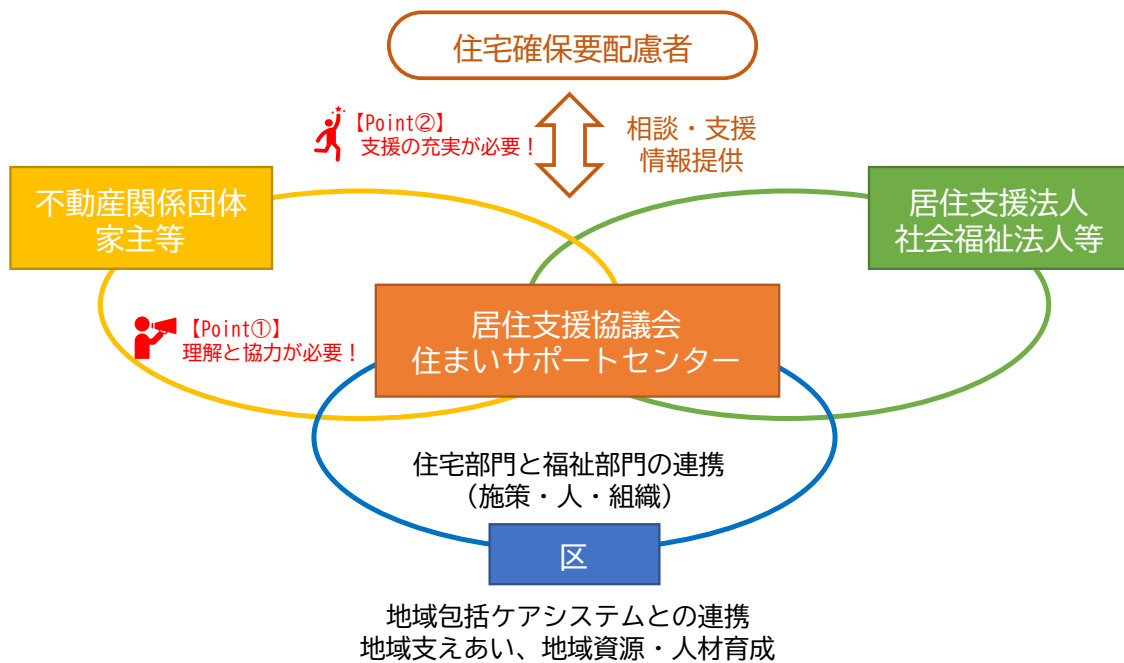 住宅確保要配慮者
【Point②】
支援の充実が必要！
相談・支援
情報提供
不動産関係団体
家主等
居住支援法人
社会福祉法人等
【Point①】
理解と協力が必要！
居住支援協議会
住まいサポートセンター
住宅部門と福祉部門の連携
（施策・人・組織）
区
地域包括ケアシステムとの連携
地域支えあい、地域資源・人材育成